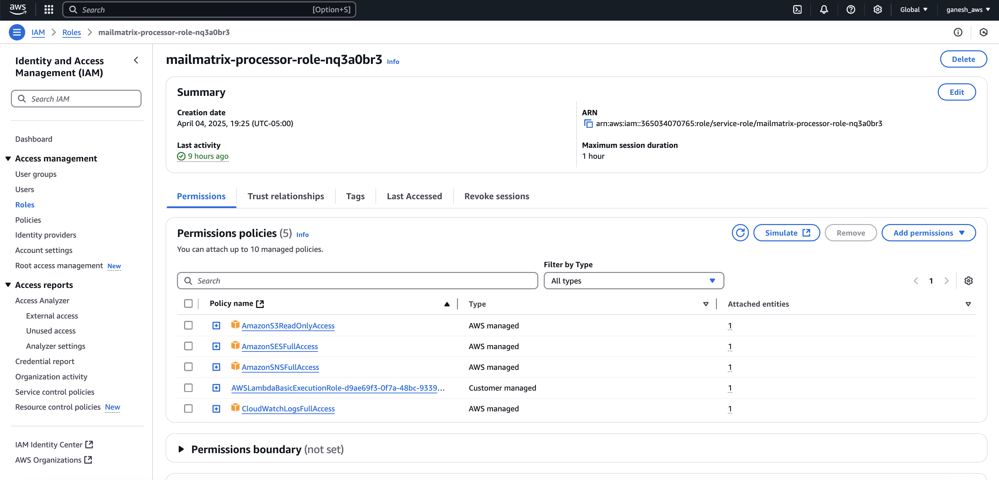 aws
Search [Option+S]
Global ganesh_aws
IAM Roles mailmatrix-processor-role-nq3a0br3
Identity and Access
Management (IAM)
Search IAM
Dashboard
Access management
User groups
Users
Roles
Policies
Identity providers
Account settings
Root access management New
Access reports
Access Analyzer
External access
Unused access
Analyzer settings
Credential report
Organization activity
Service control policies
Resource control policies New
IAM Identity Center
AWS Organizations
mailmatrix-processor-role-nq3a0br3 Info
Delete
Summary
Edit
Creation date
April 04, 2025, 19:25 (UTC-05:00)
Last activity
9 hours ago
ARN
arn:aws:iam::365034070765:role/service-role/mailmatrix-processor-role-nq3a0br3
Maximum session duration
1 hour
Permissions Trust relationships Tags Last Accessed Revoke sessions
Permissions policies (5) Info
Simulate Remove Add permissions
You can attach up to 10 managed policies.
Filter by Type
Search All types 1
Policy name Type Attached entities
AmazonS3ReadOnlyAccess AWS managed 1
AmazonSESFullAccess AWS managed 1
AmazonSNSFullAccess AWS managed 1
AWSLambdaBasicExecutionRole-d9ae69f3-0f7a-48bc-9339... Customer managed 1
CloudWatchLogsFullAccess AWS managed 1
Permissions boundary (not set)